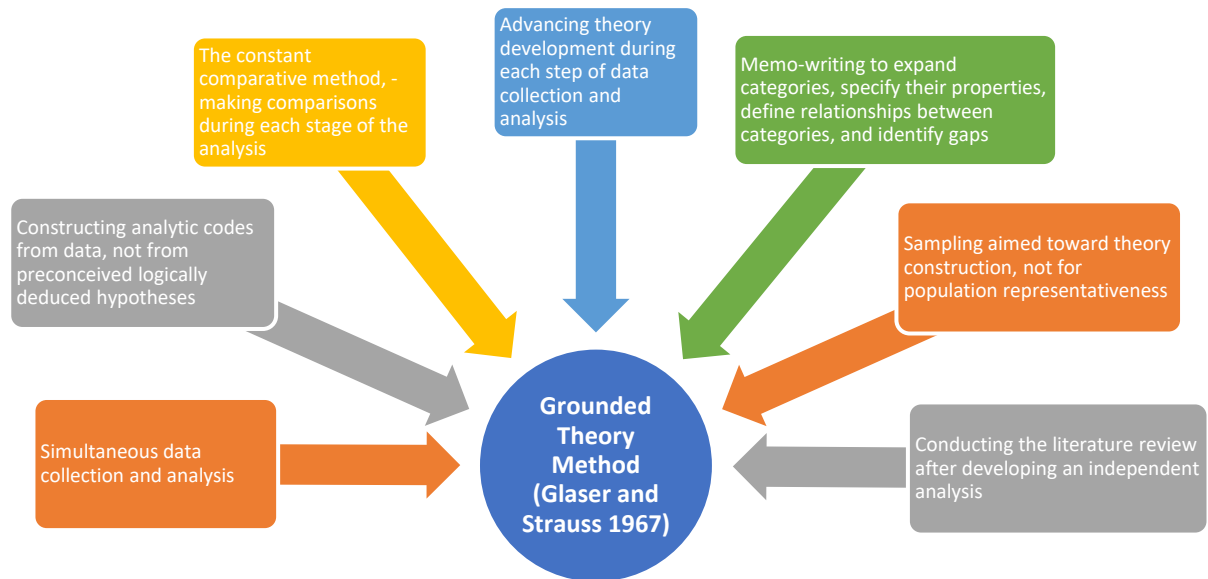 Advancing theory
development during
each step of data
collection and
analysis
The constant
comparative method, -
making comparisons
during each stage of the
analysis
Memo-writing to expand
categories, specify their properties,
define relationships between
categories, and identify gaps
Constructing analytic codes
from data, not from
preconceived logically
deduced hypotheses
Sampling aimed toward theory
construction, not for
population representativeness
Simultaneous data
collection and analysis
Grounded
Theory
Method
(Glaser and
Strauss 1967)
Conducting the literature review
after developing an independent
analysis